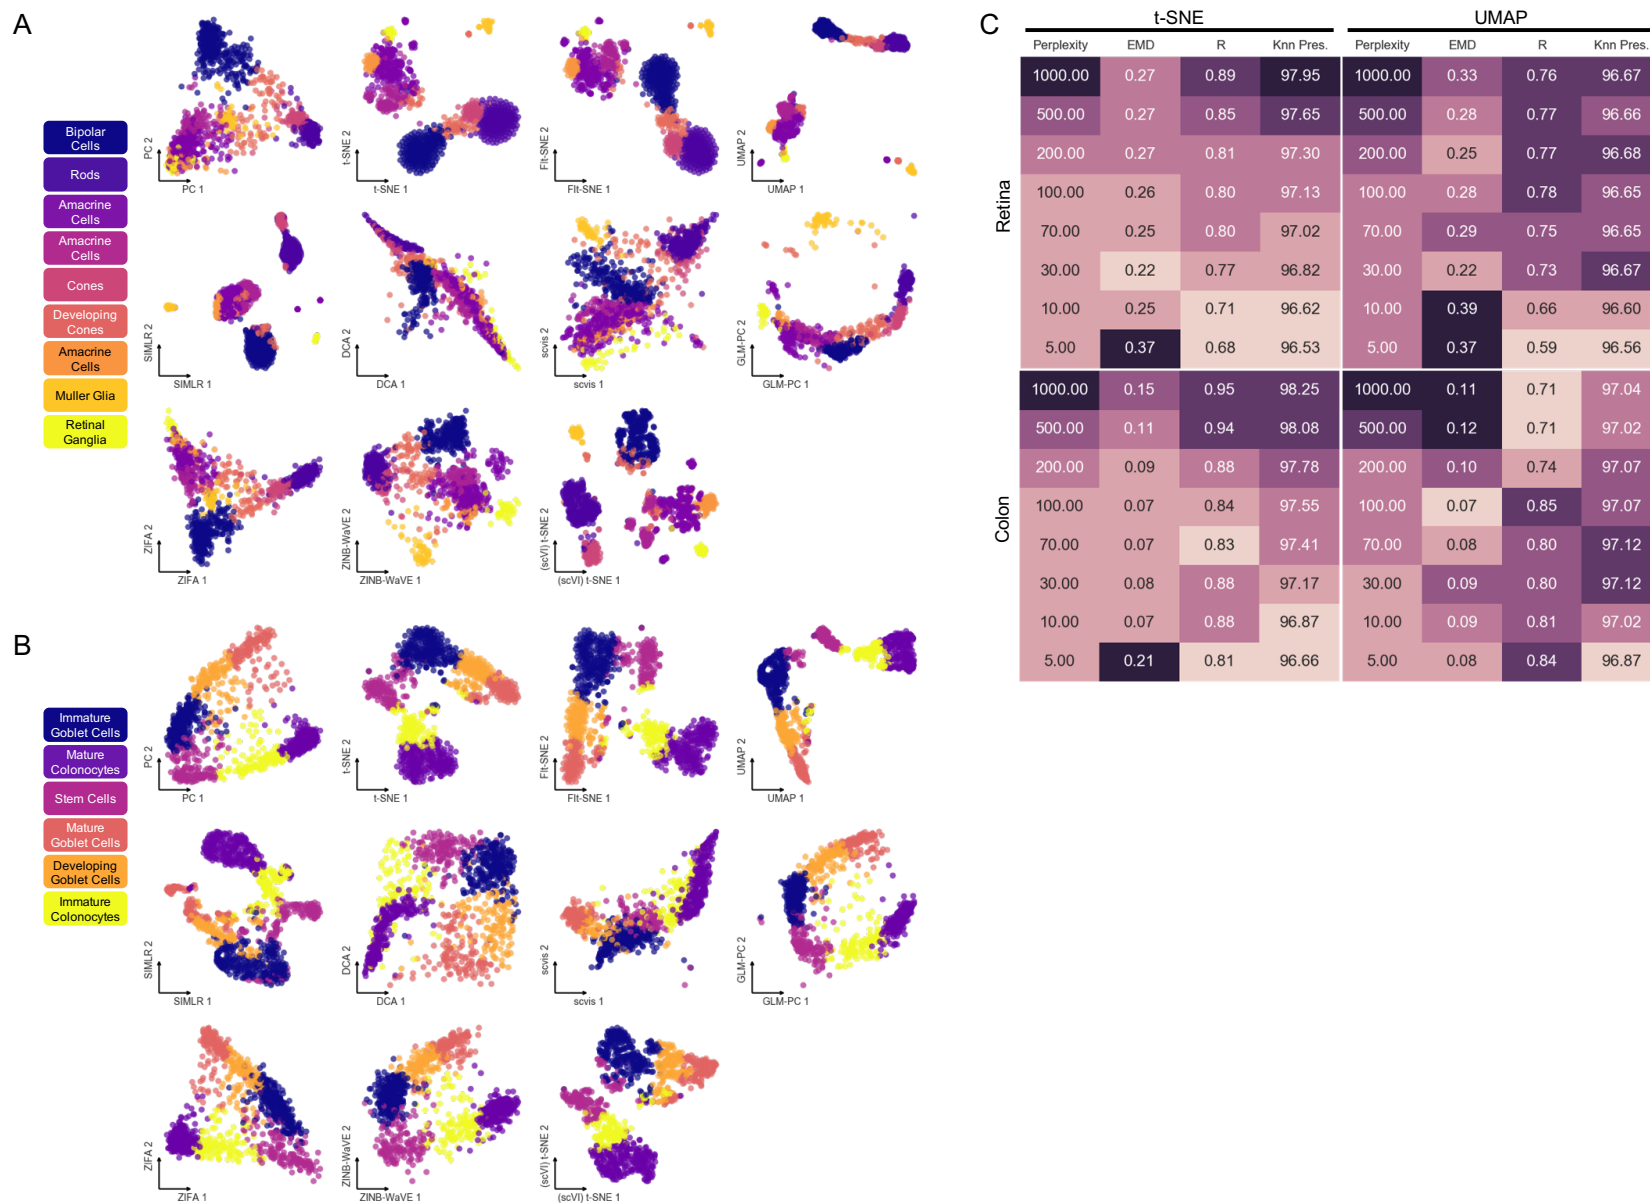 A
Bipolar
Cells
Rods
Amacrine
Cells
Amacrine
Cells
Cones
Developing
Cones
Amacrine
Cells
Muller Glia
Retinal
Ganglia
PC 2
PC 1
t-SNE 2
t-SNE 1
FIt-SNE 2
FIt-SNE 1
UMAP 2
UMAP 1
SIMLR 2
SIMLR 1
DCA 2
DCA 1
scvis 2
scvis 1
GLM-PC 2
GLM-PC 1
ZIFA 2
ZIFA 1
ZINB-WaVE 2
ZINB-WaVE 1
(scVI) t-SNE 2
(scVI) t-SNE 1
B
Immature
Goblet Cells
Mature
Colonocytes
Stem Cells
Mature
Goblet Cells
Developing
Goblet Cells
Immature
Colonocytes
PC 2
PC 1
t-SNE 2
t-SNE 1
FIt-SNE 2
FIt-SNE 1
UMAP 2
UMAP 1
SIMLR 2
SIMLR 1
DCA 2
DCA 1
scvis 2
scvis 1
GLM-PC 2
GLM-PC 1
ZIFA 2
ZIFA 1
ZINB-WaVE 2
ZINB-WaVE 1
(scVI) t-SNE 2
(scVI) t-SNE 1
C
t-SNE UMAP
Perplexity EMD R Knn Pres. Perplexity EMD R Knn Pres.
Retina
1000.00 0.27 0.89 97.95 1000.00 0.33 0.76 96.67
500.00 0.27 0.85 97.65 500.00 0.28 0.77 96.66
200.00 0.27 0.81 97.30 200.00 0.25 0.77 96.68
100.00 0.26 0.80 97.13 100.00 0.28 0.78 96.65
70.00 0.25 0.80 97.02 70.00 0.29 0.75 96.65
30.00 0.22 0.77 96.82 30.00 0.22 0.73 96.67
10.00 0.25 0.71 96.62 10.00 0.39 0.66 96.60
5.00 0.37 0.68 96.53 5.00 0.37 0.59 96.56
Colon
1000.00 0.15 0.95 98.25 1000.00 0.11 0.71 97.04
500.00 0.11 0.94 98.08 500.00 0.12 0.71 97.02
200.00 0.09 0.88 97.78 200.00 0.10 0.74 97.07
100.00 0.07 0.84 97.55 100.00 0.07 0.85 97.07
70.00 0.07 0.83 97.41 70.00 0.08 0.80 97.12
30.00 0.08 0.88 97.17 30.00 0.09 0.80 97.12
10.00 0.07 0.88 96.87 10.00 0.09 0.81 97.02
5.00 0.21 0.81 96.66 5.00 0.08 0.84 96.87